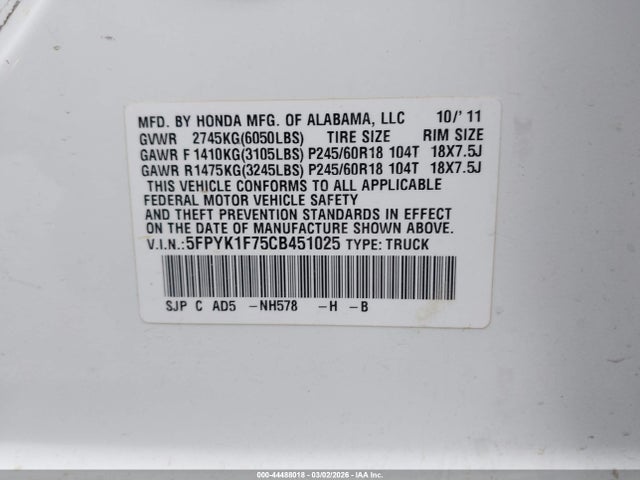 MFD. BY HONDA MFG. OF ALABAMA, LLC 10/'11
GVWR 2745KG(6050LBS) TIRE SIZE RIM SIZE
GAWR F1410KG(3105LBS) P245/60R18 104T 18X7.5J
GAWR R1475KG(3245LBS) P245/60R18 104T 18X7.5J
THIS VEHICLE CONFORMS TO ALL APPLICABLE
FEDERAL MOTOR VEHICLE SAFETY
AND THEFT PREVENTION STANDARDS IN EFFECT
ON THE DATE OF MANUFACTURE SHOWN ABOVE.
V.I.N.:5FPYK1F75CB451025 TYPE:TRUCK
SJP C AD5 -NH578 -H -B
000-44488018 - 03/02/2026 - IAAI Inc.